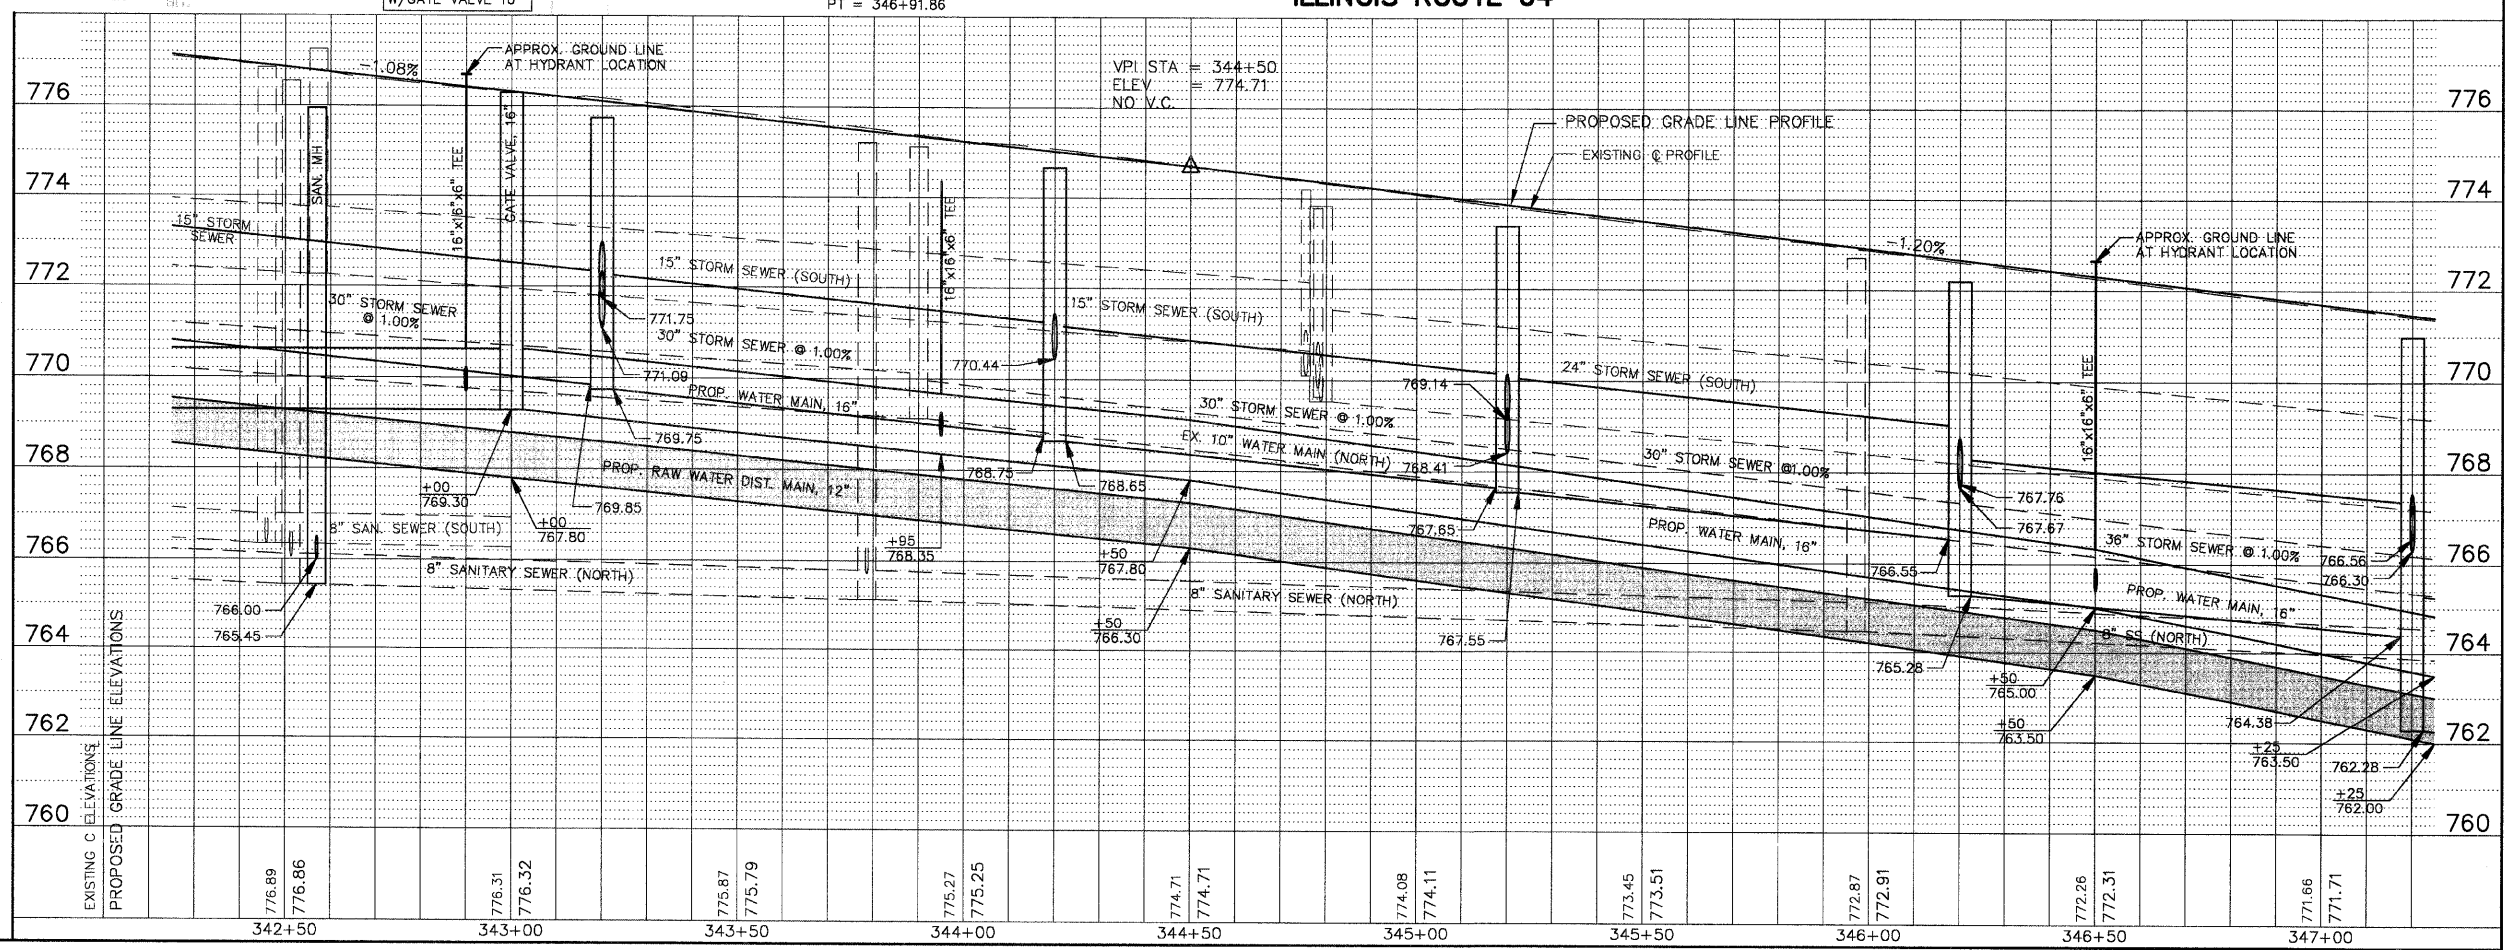 W/GATE VALVE 16"
PT = 346+91.86
ILLINOIS ROUTE 64
-1.08%
APPROX. GROUND LINE
AT HYDRANT LOCATION
VPI STA = 344+50
ELEV = 774.71
NO V.C.
776
776
PROPOSED GRADE LINE PROFILE
EXISTING ℄ PROFILE
SAN. MH
16"x16"x6" TEE
GATE VALVE, 16"
774
774
15" STORM
SEWER
16"x16"x6" TEE
-1.20%
APPROX. GROUND LINE
AT HYDRANT LOCATION
15" STORM SEWER (SOUTH)
772
772
30" STORM SEWER
@ 1.00%
771.75
15" STORM SEWER (SOUTH)
30" STORM SEWER @ 1.00%
770
770
771.09
770.44
769.14
24" STORM SEWER (SOUTH)
16"x16"x6" TEE
PROP. WATER MAIN, 16"
30" STORM SEWER @ 1.00%
769.75
EX. 10" WATER MAIN (NORTH)
768
768
768.75
768.65
768.41
30" STORM SEWER @1.00%
PROP. RAW WATER DIST. MAIN, 12"
+00
769.30
769.85
767.76
767.67
8" SAN. SEWER (SOUTH)
+00
767.80
767.65
PROP. WATER MAIN, 16"
766
766
+95
768.35
+50
767.80
36" STORM SEWER @ 1.00%
766.56
766.55
766.30
8" SANITARY SEWER (NORTH)
8" SANITARY SEWER (NORTH)
PROP. WATER MAIN, 16"
766.00
765.45
764
764
+50
766.30
767.55
8" SS (NORTH)
765.28
+50
765.00
762
762
+50
763.50
764.38
+25
763.50
762.28
+25
762.00
760
760
EXISTING ℄ ELEVATIONS
PROPOSED GRADE LINE ELEVATIONS
776.89
776.86
776.31
776.32
775.87
775.79
775.27
775.25
774.71
774.71
774.08
774.11
773.45
773.51
772.87
772.91
772.26
772.31
771.66
771.71
342+50
343+00
343+50
344+00
344+50
345+00
345+50
346+00
346+50
347+00